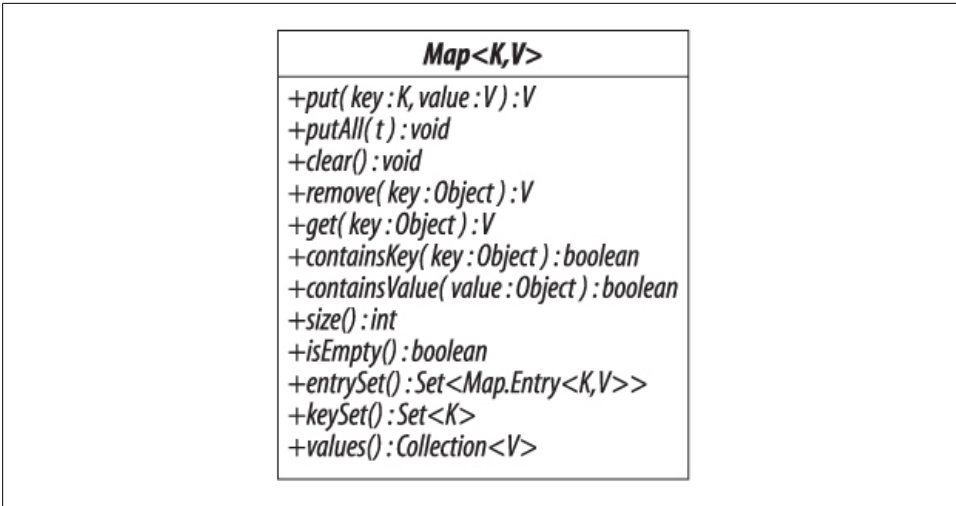 Map<K,V>
+put( key : K, value : V ) : V
+putAll( t ) : void
+clear() : void
+remove( key : Object ) : V
+get( key : Object ) : V
+containsKey( key : Object ) : boolean
+containsValue( value : Object ) : boolean
+size() : int
+isEmpty() : boolean
+entrySet() : Set<Map.Entry<K,V>>
+keySet() : Set<K>
+values() : Collection<V>